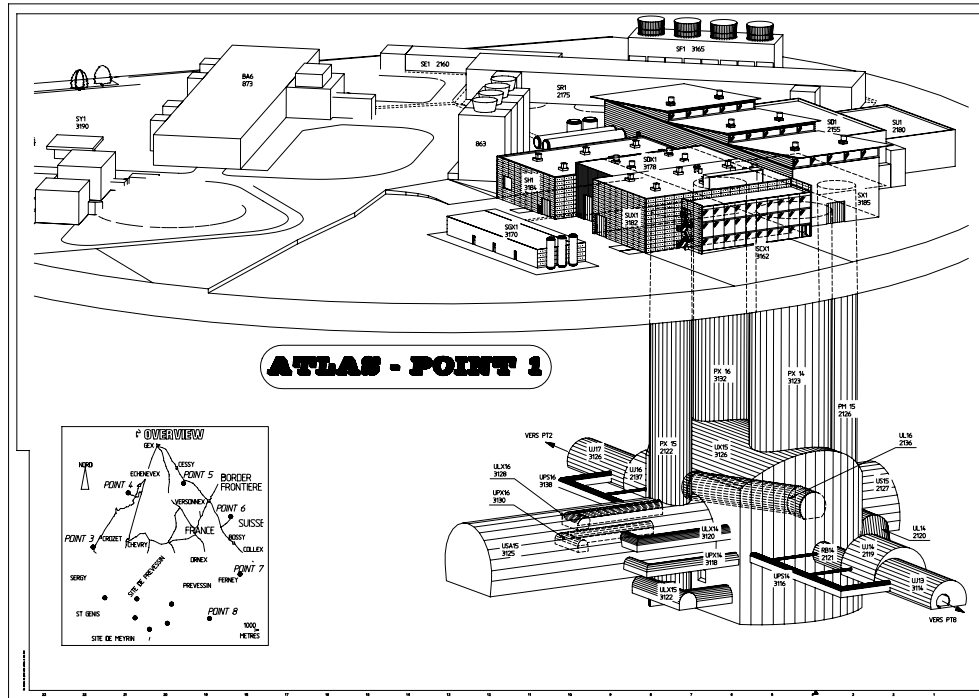 SF1 3165
SE1 2160
BA6
873
SR1
2175
SY1
3190
SD1
2155
SU1
2180
863
SDX1
3178
SH1
3184
SX1
3185
SUX1
3182
SGX1
3170
SCX1
3162
ATLAS - POINT 1
PX 16
3132
PX 14
3123
PM 15
2126
PX 15
2122
UX15
3126
UL16
2136
VERS PT2
UJ17
3126
UJ16
2137
ULX16
3128
UPS16
3138
UPX16
3130
US15
2127
USA15
3125
ULX14
3120
UPX14
3118
ULX15
3122
UL14
2120
RB14
2121
UJ14
2119
UPS14
3116
UJ13
3114
VERS PT8
OVERVIEW
GEX
CESSY
NORD
ECHENEVEX
POINT 5
POINT 4
BORDER
FRONTIERE
VERSONNEX
POINT 6
FRANCE
SUISSE
CROZET
CHEVRY
BOSSY
POINT 3
COLLEX
ORNEX
POINT 7
SERGY
SITE DE PREVESSIN
PREVESSIN
FERNEY
ST GENIS
POINT 8
1000
METRES
SITE DE MEYRIN